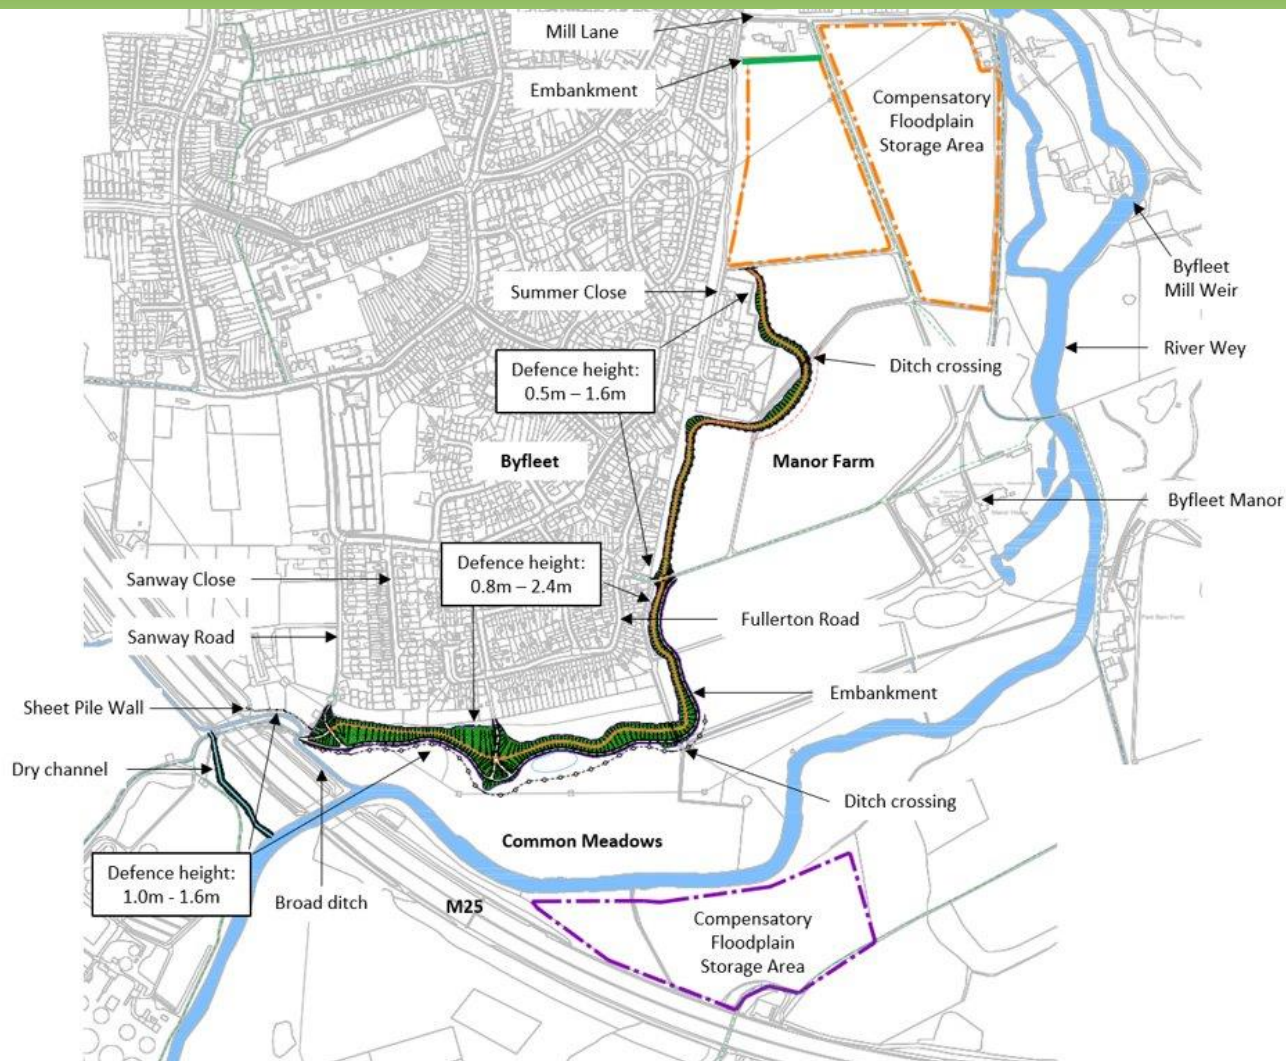 Mill Lane
Embankment
Compensatory
Floodplain
Storage Area
Byfleet
Mill Weir
Summer Close
River Wey
Defence height:
0.5m – 1.6m
Ditch crossing
Byfleet
Manor Farm
Byfleet Manor
Defence height:
0.8m – 2.4m
Sanway Close
Fullerton Road
Sanway Road
Embankment
Sheet Pile Wall
Dry channel
Ditch crossing
Common Meadows
Defence height:
1.0m - 1.6m
Broad ditch
M25
Compensatory
Floodplain
Storage Area